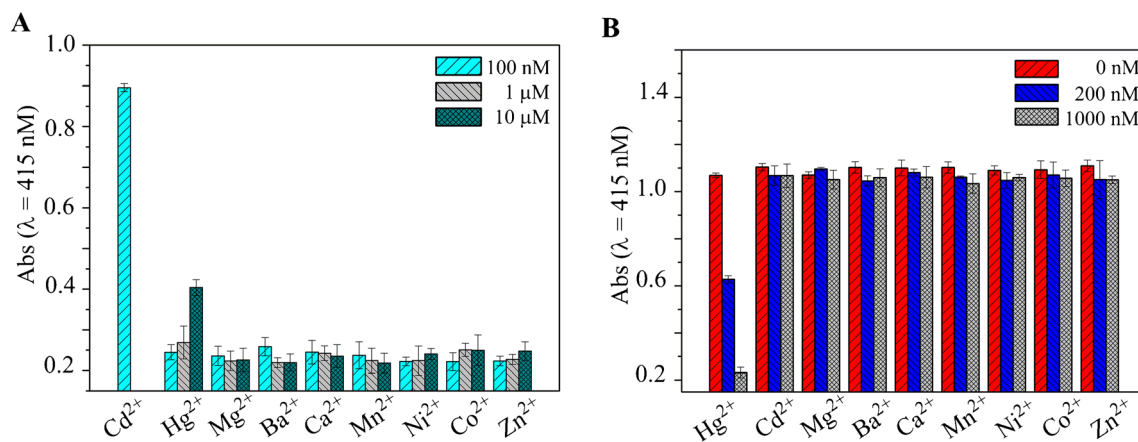 A
1.0
0.8
0.6
0.4
0.2
Abs (λ = 415 nM)
100 nM
1 μM
10 μM
Cd²⁺
Hg²⁺
Mg²⁺
Ba²⁺
Ca²⁺
Mn²⁺
Ni²⁺
Co²⁺
Zn²⁺
B
1.4
1.0
0.6
0.2
Abs (λ = 415 nM)
0 nM
200 nM
1000 nM
Hg²⁺
Cd²⁺
Mg²⁺
Ba²⁺
Ca²⁺
Mn²⁺
Ni²⁺
Co²⁺
Zn²⁺